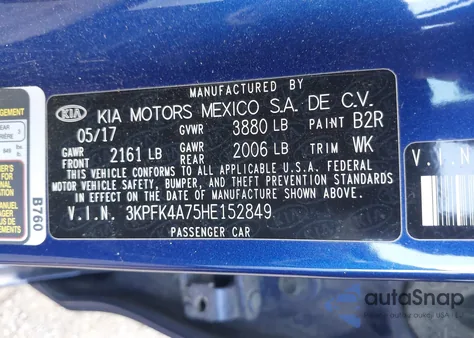 MANUFACTURED BY
KIA KIA MOTORS MEXICO S.A. DE C.V.
05/17 GVWR 3880 LB PAINT B2R
GAWR FRONT 2161 LB GAWR REAR 2006 LB TRIM WK
THIS VEHICLE CONFORMS TO ALL APPLICABLE U.S. FEDERAL
MOTOR VEHICLE SAFETY, BUMPER, AND THEFT PREVENTION STANDARDS
IN EFFECT ON THE DATE OF MANUFACTURE SHOWN ABOVE.
V.I.N. 3KPFK4A75HE152849
PASSENGER CAR
B760
V.I.N.
autoSnap